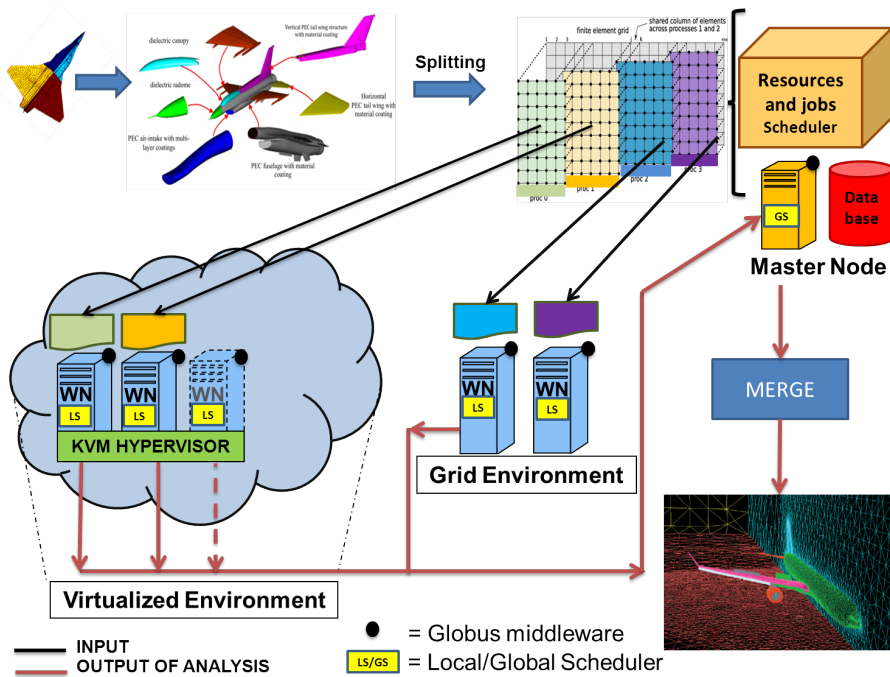 Vertical PEC tail wing structure
with material coating
dielectric canopy
dielectric radome
Horizontal
PEC tail wing with
material coating
PEC air-intake with multi-
layer coatings
PEC fuselage with material
coating
Splitting
finite element grid
shared column of elements
across processes 1 and 2
1 2 3
proc 0
proc 1
proc 2
proc 3
Resources
and jobs
Scheduler
GS
Data
base
Master Node
MERGE
WN
LS
WN
LS
WN
LS
KVM HYPERVISOR
LS
WN
LS
Grid Environment
Virtualized Environment
INPUT
OUTPUT OF ANALYSIS
= Globus middleware
LS/GS
= Local/Global Scheduler